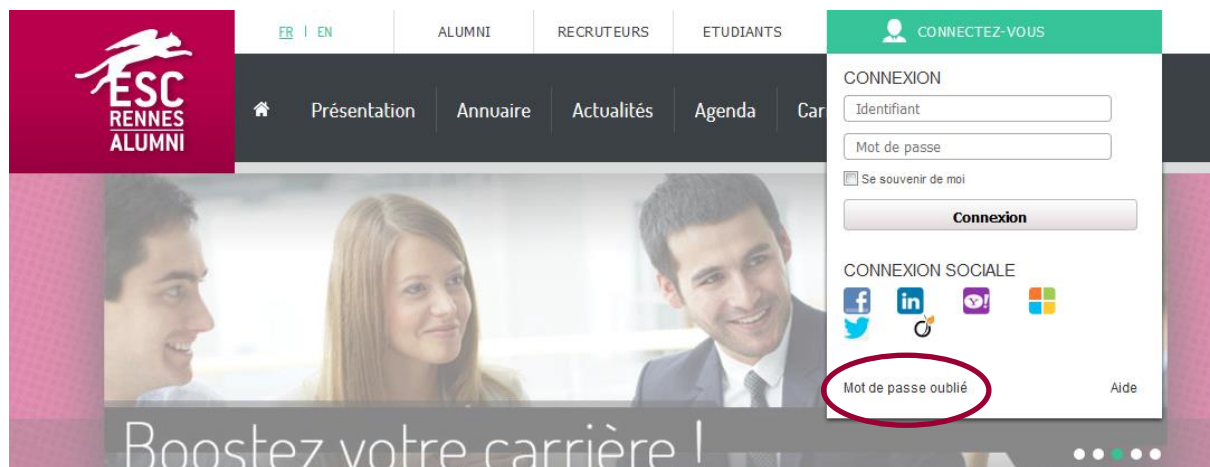 FR | EN
ALUMNI
RECRUTEURS
ETUDIANTS
CONNECTEZ-VOUS
ESC
RENNES
ALUMNI
Présentation
Annuaire
Actualités
Agenda
Car
CONNEXION
Identifiant
Mot de passe
Se souvenir de moi
Connexion
CONNEXION SOCIALE
Mot de passe oublié
Aide
Boostez votre carrière !